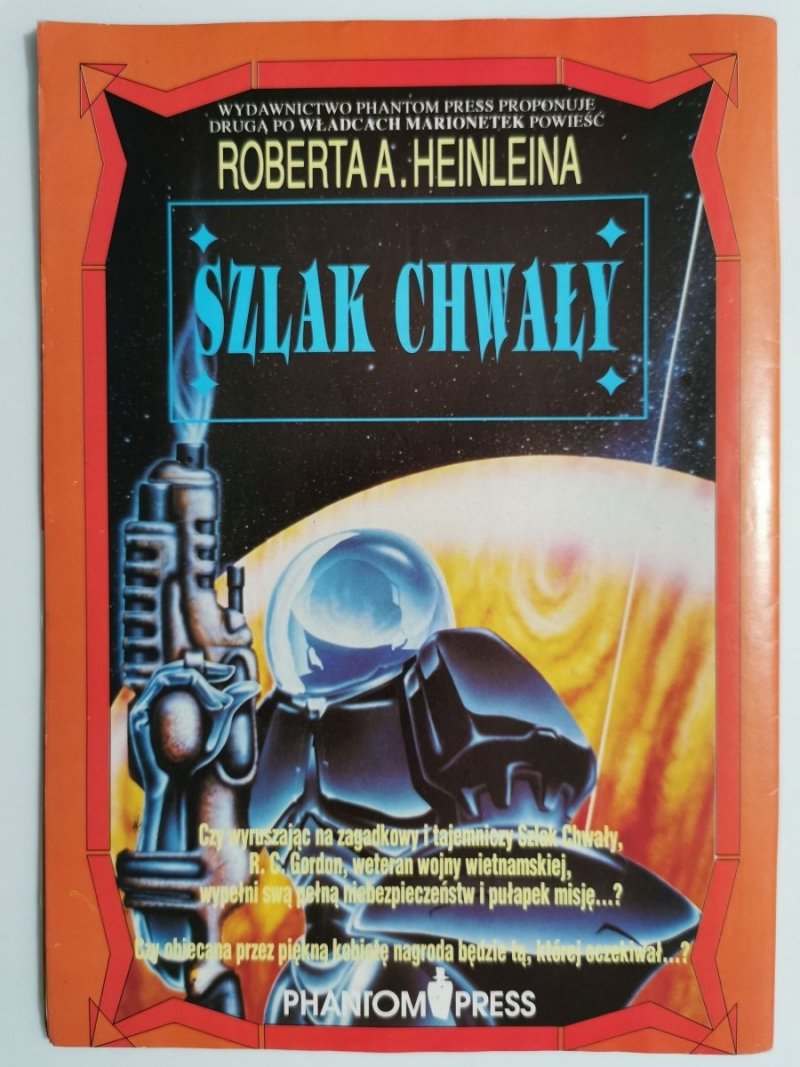 WYDAWNICTWO PHANTOM PRESS PROPONUJE
DRUGĄ PO WŁADCACH MARIONETEK POWIEŚĆ
ROBERTA A. HEINLEINA
SZLAK CHWAŁY
Czy wyruszając na zagadkowy i tajemniczy Szlak Chwały,
R. C. Gordon, weteran wojny wietnamskiej,
wypełni swą pełną niebezpieczeństw i pułapek misję...?
Czy obiecana przez piękną kobietę nagroda będzie tą, której oczekiwał...?
PHANTOM PRESS